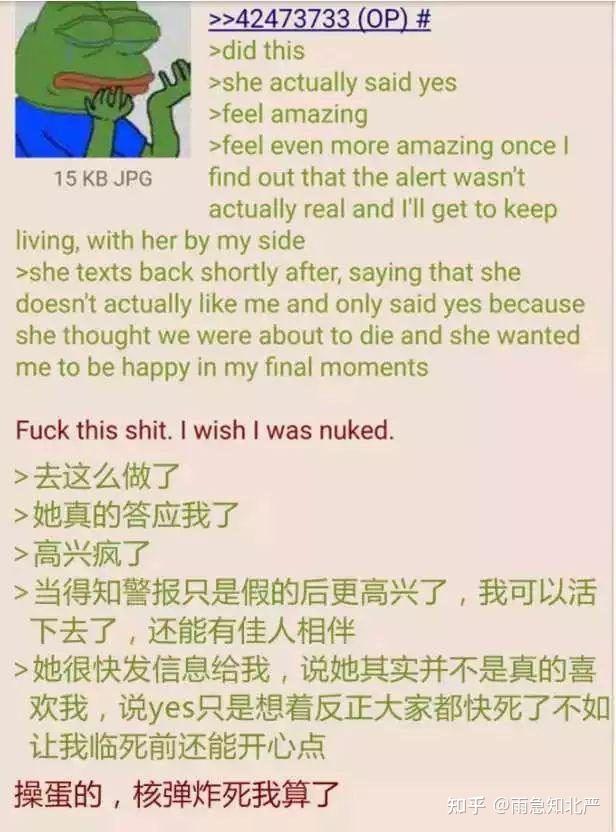 >>42473733 (OP) #
>did this
>she actually said yes
>feel amazing
>feel even more amazing once I
find out that the alert wasn't
actually real and I'll get to keep
15 KB JPG
living, with her by my side
>she texts back shortly after, saying that she
doesn't actually like me and only said yes because
she thought we were about to die and she wanted
me to be happy in my final moments
Fuck this shit. I wish I was nuked.
>去这么做了
>她真的答应我了
>高兴疯了
>当得知警报只是假的后更高兴了，我可以活
下去了，还能有佳人相伴
>她很快发信息给我，说她其实并不是真的喜
欢我，说yes只是想着反正大家都快死了不如
让我临死前还能开心点
操蛋的，核弹炸死我算了
知乎 @雨急知北严